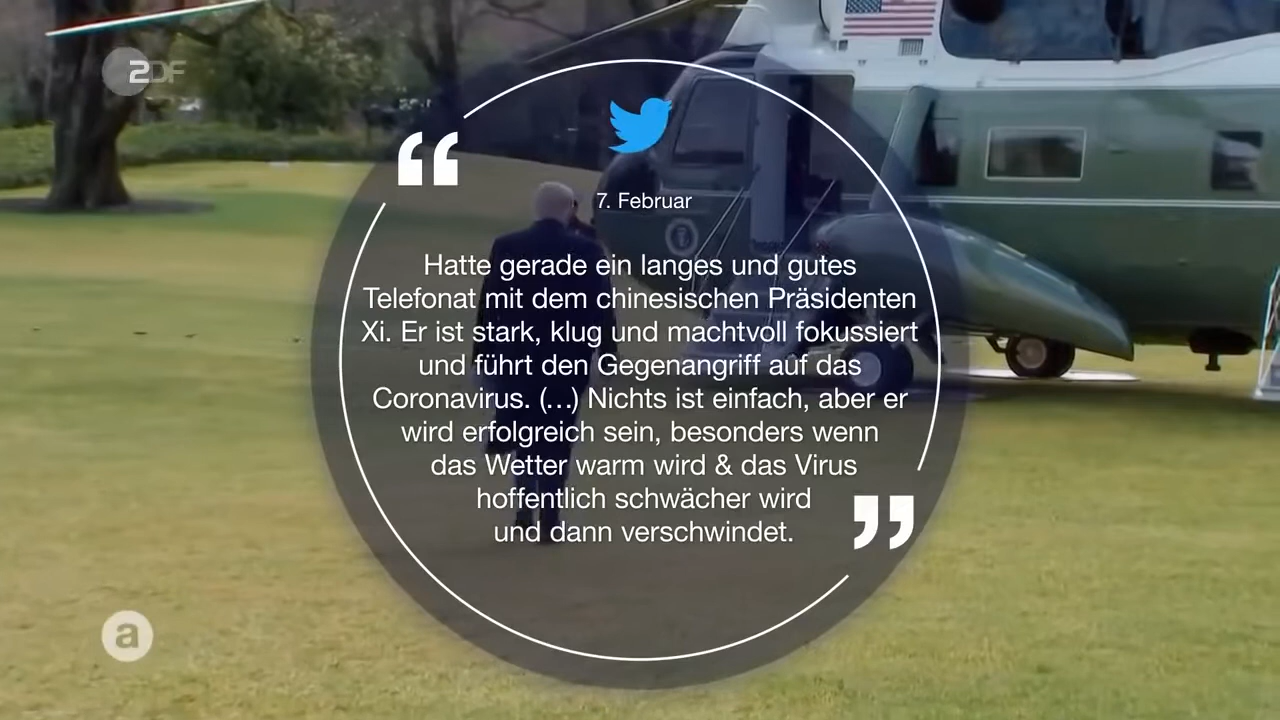 2DF
“
7. Februar
Hatte gerade ein langes und gutes
Telefonat mit dem chinesischen Präsidenten
Xi. Er ist stark, klug und machtvoll fokussiert
und führt den Gegenangriff auf das
Coronavirus. (…) Nichts ist einfach, aber er
wird erfolgreich sein, besonders wenn
das Wetter warm wird & das Virus
hoffentlich schwächer wird
und dann verschwindet.
”
a